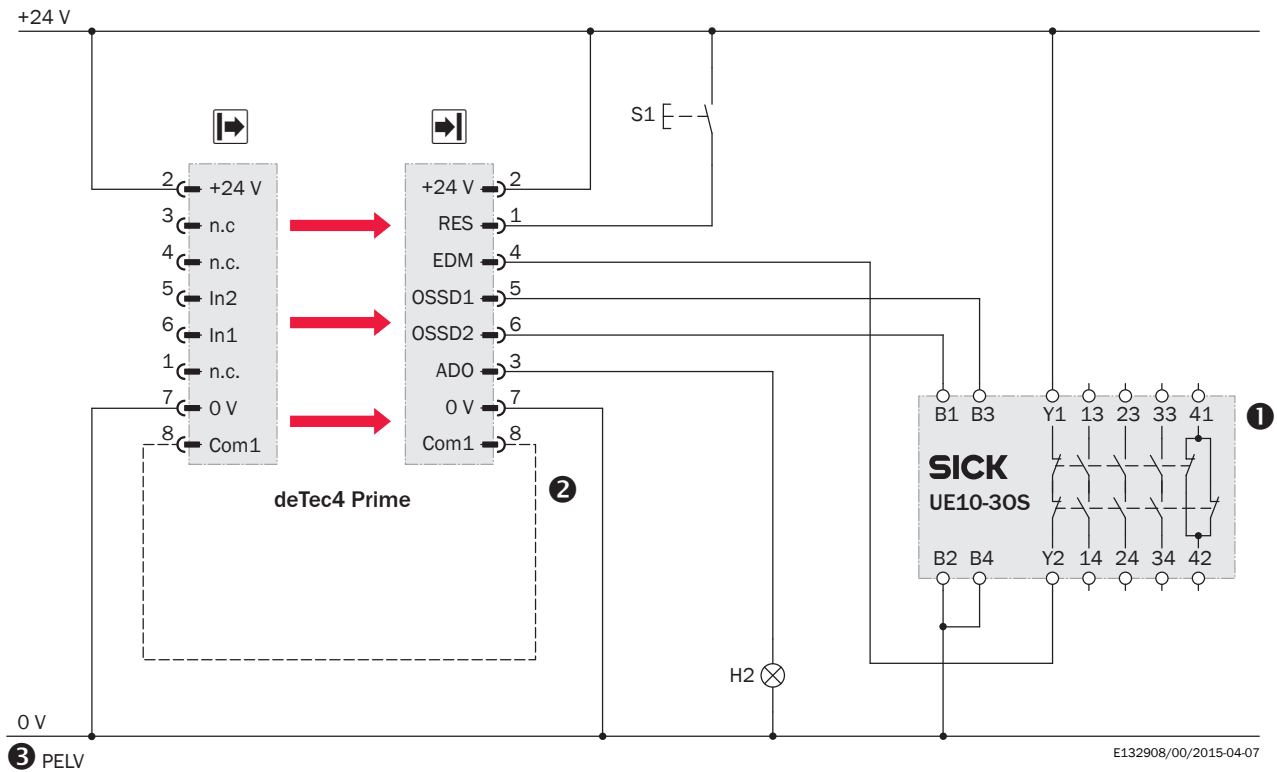 +24 V
S1
2 +24 V
3 n.c
4 n.c.
5 In2
6 In1
1 n.c.
7 0 V
8 Com1
+24 V 2
RES 1
EDM 4
OSSD1 5
OSSD2 6
ADO 3
0 V 7
Com1 8
deTec4 Prime
❷
B1 B3 Y1 13 23 33 41
❶
SICK
UE10-30S
B2 B4 Y2 14 24 34 42
H2
0 V
❸ PELV
E132908/00/2015-04-07